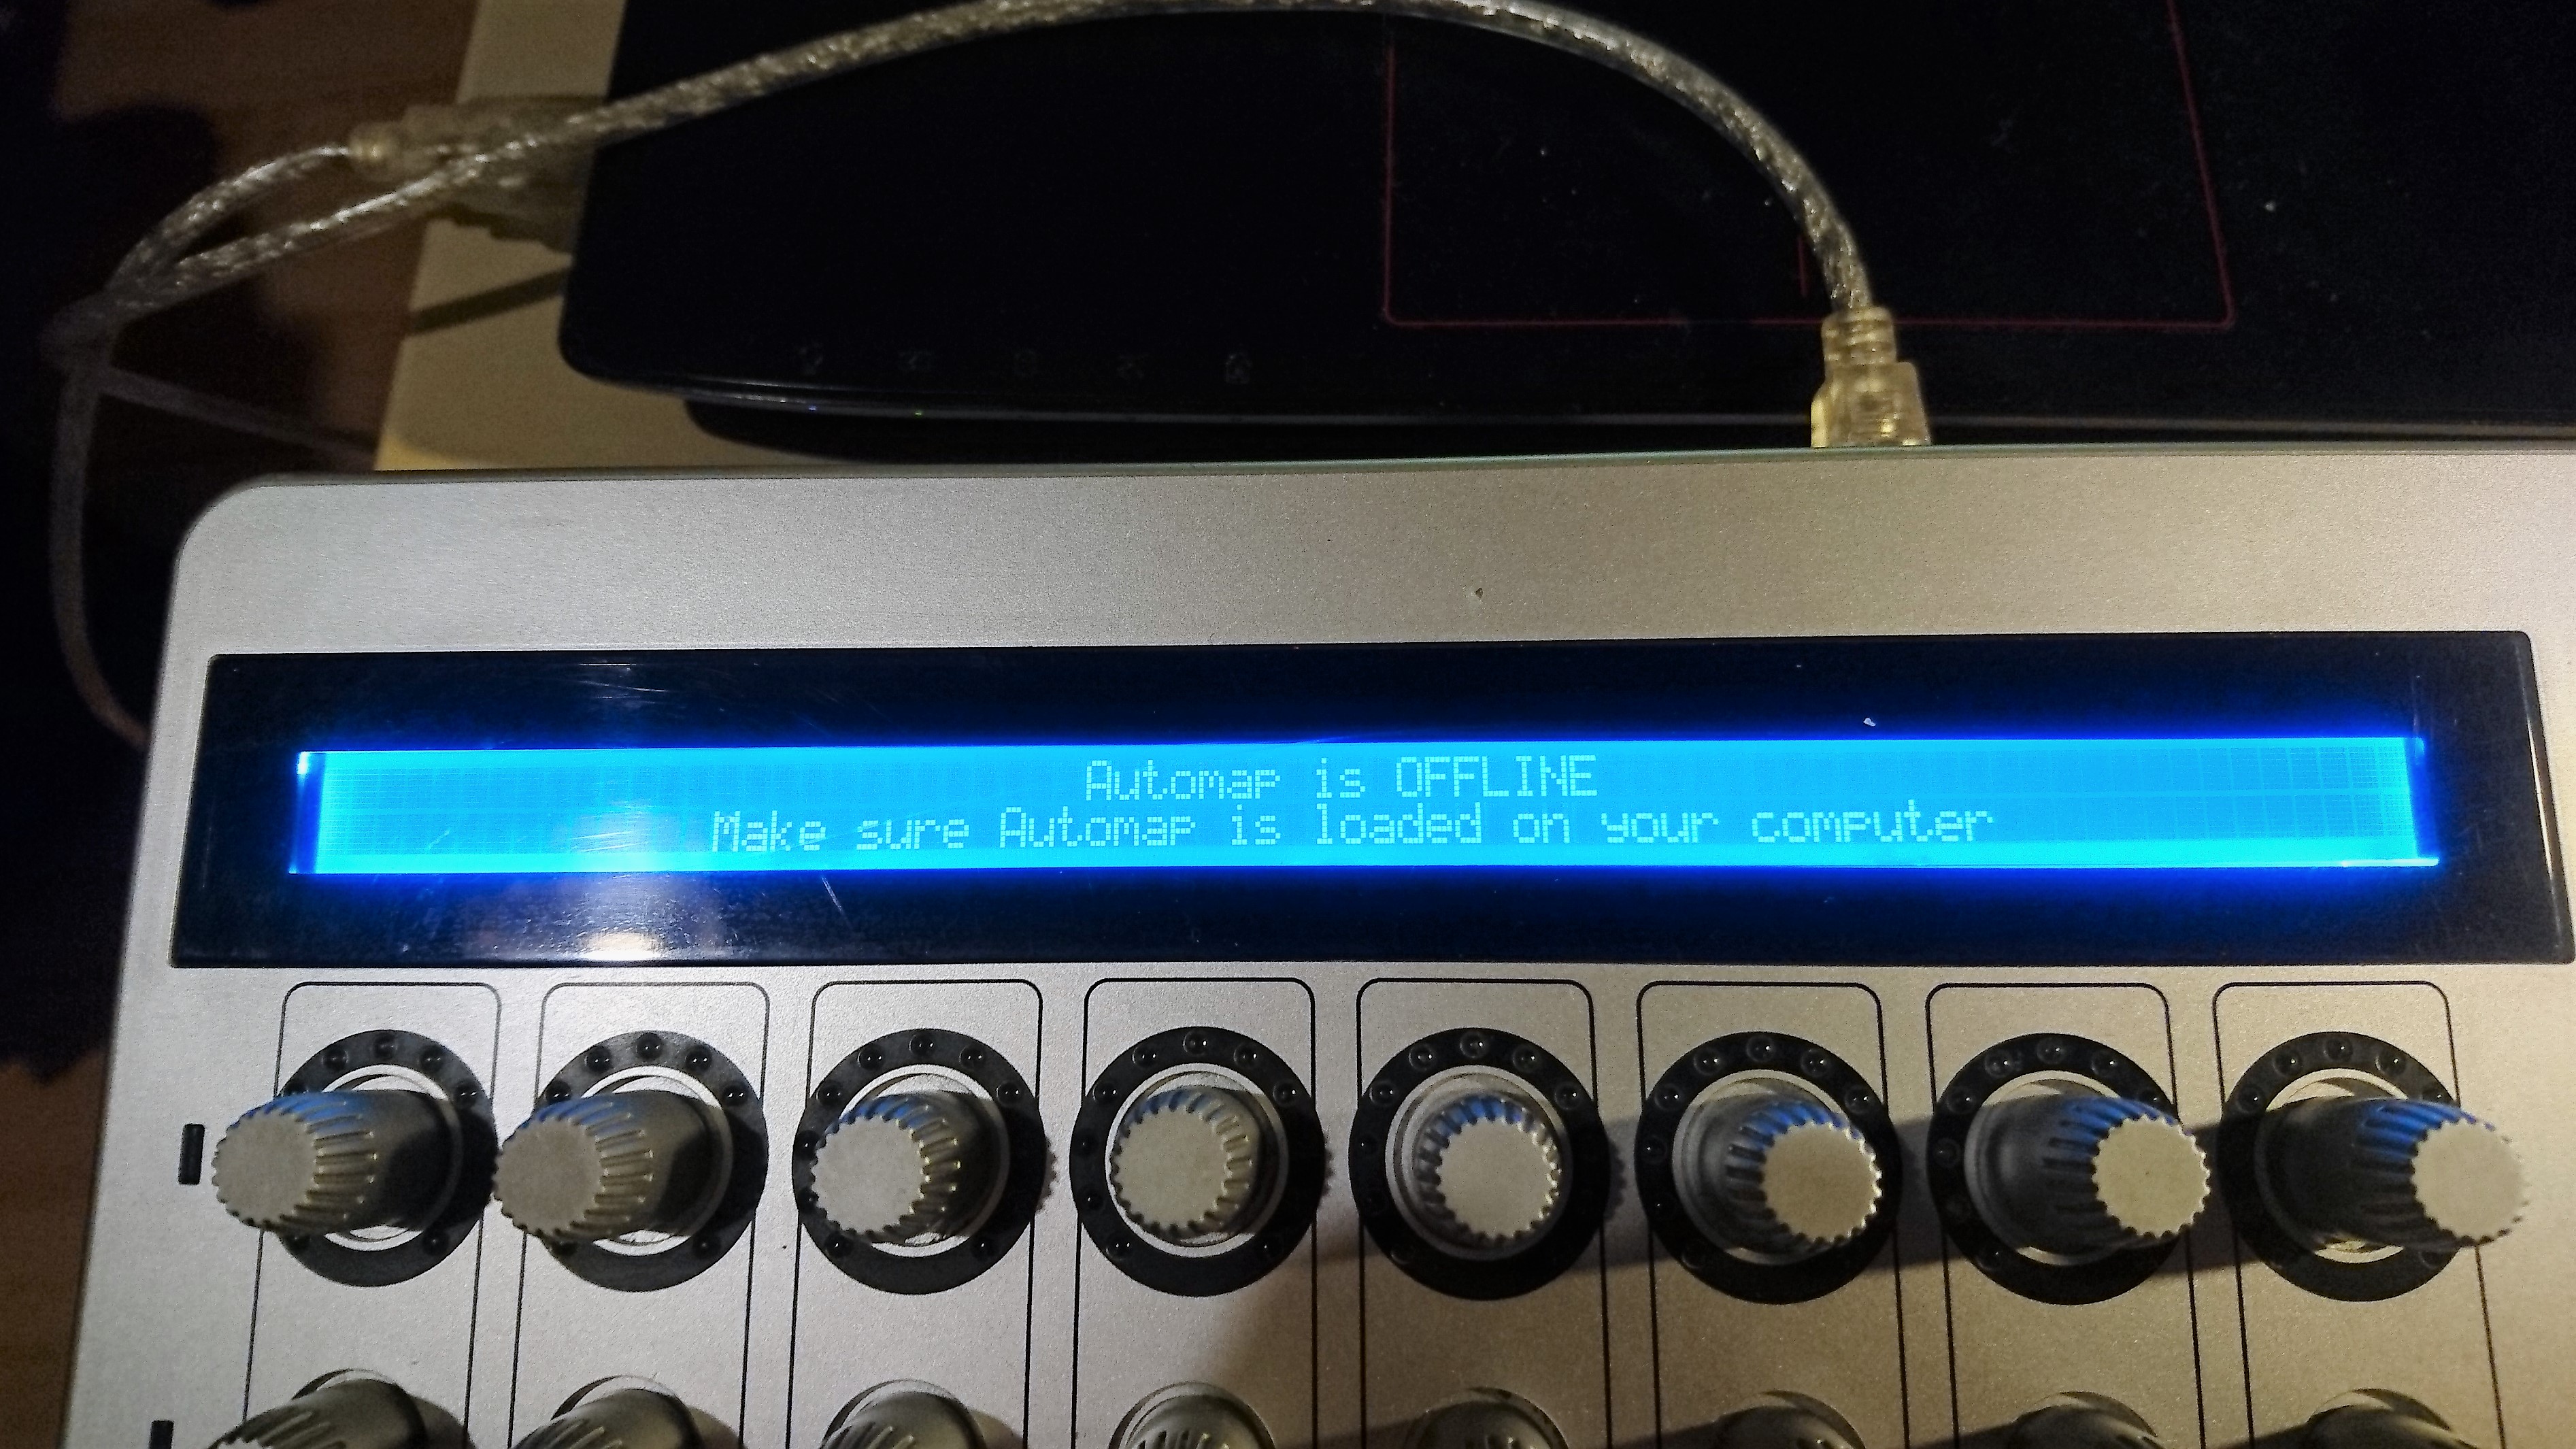 Automap is OFFLINE
Make sure Automap is loaded on your computer